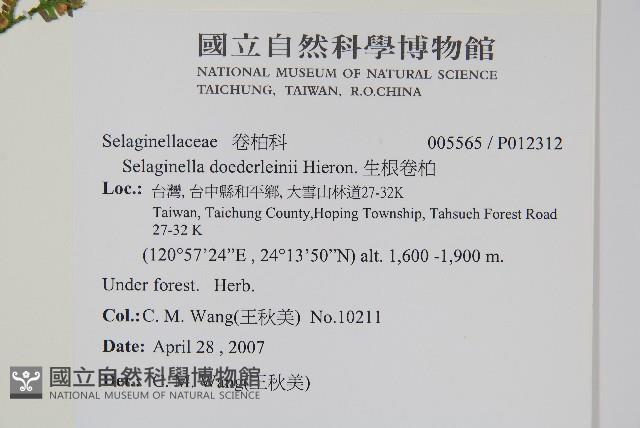 國立自然科學博物館
NATIONAL MUSEUM OF NATURAL SCIENCE
TAICHUNG, TAIWAN, R.O.CHINA
Selaginellaceae 卷柏科 005565 / P012312
Selaginella doederleinii Hieron. 生根卷柏
Loc.: 台灣, 台中縣和平鄉, 大雪山林道27-32K
Taiwan, Taichung County,Hoping Township, Tahsuch Forest Road
27-32 K
(120°57'24"E , 24°13'50"N) alt. 1,600 -1,900 m.
Under forest. Herb.
Col.: C. M. Wang(王秋美) No.10211
Date: April 28 , 2007
Det.: C. M. Wang(王秋美)
國立自然科學博物館
NATIONAL MUSEUM OF NATURAL SCIENCE